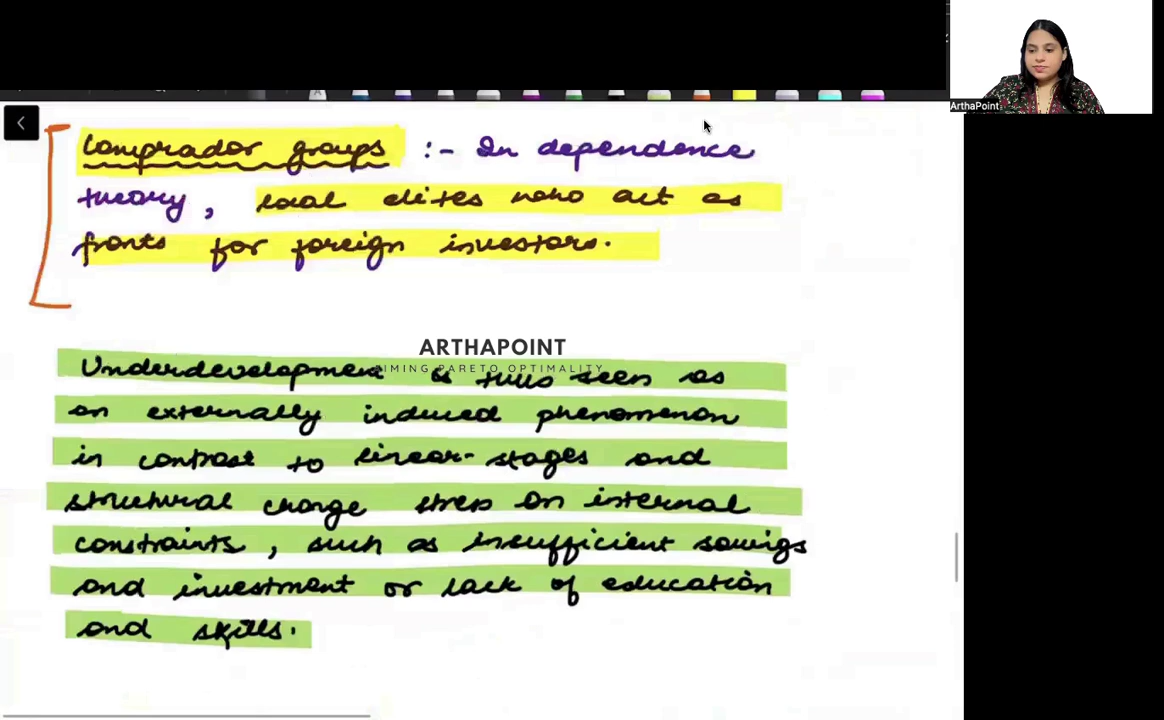 ArthaPoint
Comprador groups :- In dependence
theory, local elites who act as
fronts for foreign investors.
ARTHAPOINT
AIMING PARETO OPTIMALITY
Underdevelopment is thus seen as
an externally induced phenomenon
in contrast to linear-stages and
structural change stress on internal
constraints, such as insufficient savings
and investment or lack of education
and skills.